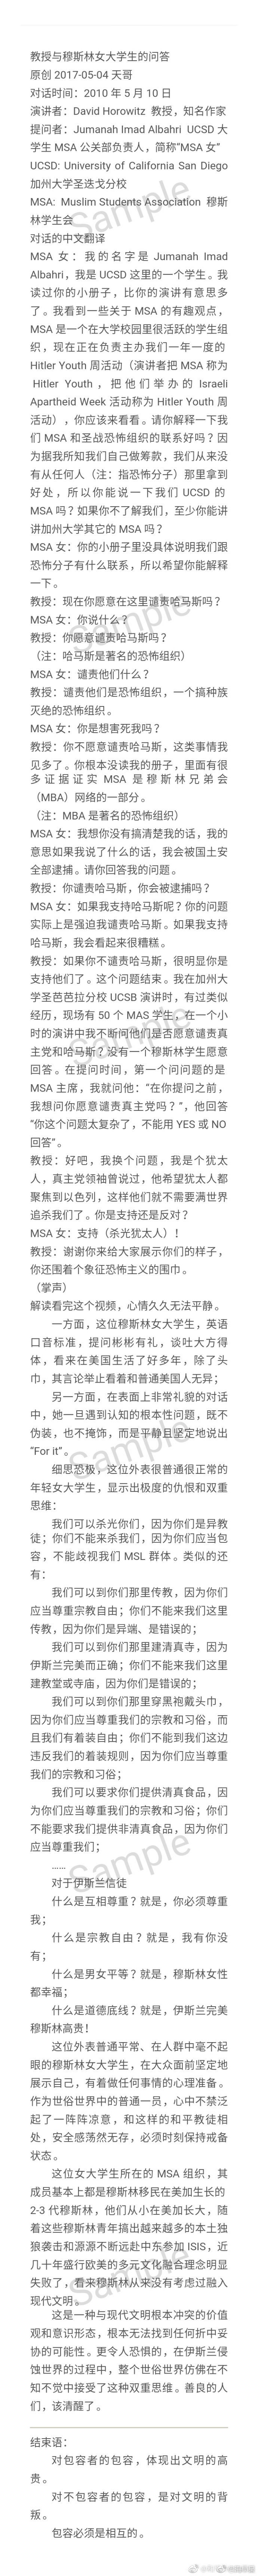 教授与穆斯林女大学生的问答
原创 2017-05-04 天哥
对话时间：2010 年 5 月 10 日
演讲者：David Horowitz 教授，知名作家
提问者：Jumanah Imad Albahri UCSD 大
学生 MSA 公关部负责人，简称“MSA 女”
UCSD: University of California San Diego
加州大学圣迭戈分校
MSA: Muslim Students Association 穆斯
林学生会
对话的中文翻译
MSA 女：我的名字是 Jumanah Imad
Albahri，我是 UCSD 这里的一个学生。我
读过你的小册子，比你的演讲有意思多
了。我看到一些关于 MSA 的有趣观点，
MSA 是一个在大学校园里很活跃的学生组
织，现在正在负责主办我们一年一度的
Hitler Youth 周活动（演讲者把 MSA 称为
Hitler Youth，把他们举办的 Israeli
Apartheid Week 活动称为 Hitler Youth 周
活动），你应该来看看。请你解释一下我
们 MSA 和圣战恐怖组织的联系好吗？因
为据我所知我们自己做筹款，我们从来没
有从任何人（注：指恐怖分子）那里拿到
好处，所以你能说一下我们 UCSD 的
MSA 吗？如果你不了解我们，至少你能讲
讲加州大学其它的 MSA 吗？
MSA 女：你的小册子里没具体说明我们跟
恐怖分子有什么联系，所以希望你能解释
一下。
教授：现在你愿意在这里谴责哈马斯吗？
MSA 女：你说什么？
教授：你愿意谴责哈马斯吗？
（注：哈马斯是著名的恐怖组织）
MSA 女：谴责他们什么？
教授：谴责他们是恐怖组织，一个搞种族
灭绝的恐怖组织。
MSA 女：你是想害死我吗？
教授：你不愿意谴责哈马斯，这类事情我
见多了。你根本没读我的册子，里面有很
多证据证实 MSA 是穆斯林兄弟会
（MBA）网络的一部分。
（注：MBA 是著名的恐怖组织）
MSA 女：我想你没有搞清楚我的话，我的
意思如果我说了什么的话，我会被国土安
全部逮捕。请你回答我的问题。
教授：你谴责哈马斯，你会被逮捕吗？
MSA 女：如果我支持哈马斯呢？你的问题
实际上是强迫我谴责哈马斯。如果我支持
哈马斯，我会看起来很糟糕。
教授：如果你不谴责哈马斯，很明显你是
支持他们了。这个问题结束。我在加州大
学圣芭芭拉分校 UCSB 演讲时，有过类似
经历，现场有 50 个 MAS 学生，在一个小
时的演讲中我不断问他们是否愿意谴责真
主党和哈马斯？没有一个穆斯林学生愿意
回答。在提问时间，第一个问问题的是
MSA 主席，我就问他：“在你提问之前，
我想问你愿意谴责真主党吗？”，他回答
“你这个问题太复杂了，不能用 YES 或 NO
回答”。
教授：好吧，我换个问题，我是个犹太
人，真主党领袖曾说过，他希望犹太人都
聚焦到以色列，这样他们就不需要满世界
追杀我们了。你是支持还是反对？
MSA 女：支持（杀光犹太人）！
教授：谢谢你来给大家展示你们的样子，
你还围着个象征恐怖主义的围巾。
（掌声）
解读看完这个视频，心情久久无法平静。
一方面，这位穆斯林女大学生，英语
口音标准，提问彬彬有礼，谈吐大方得
体，看来在美国生活了好多年，除了头
巾，其言论举止看着和普通美国人无异；
另一方面，在表面上非常礼貌的对话
中，她一旦遇到认知的根本性问题，既不
伪装，也不掩饰，而是平静且坚定地说出
“For it”。
细思恐极，这位外表很普通很正常的
年轻女大学生，显示出极度的仇恨和双重
思维：
我们可以杀光你们，因为你们是异教
徒；你们不能来杀我们，因为你们应当包
容，不能歧视我们 MSL 群体。类似的还
有：
我们可以到你们那里传教，因为你们
应当尊重宗教自由；你们不能来我们这里
传教，因为你们是异端、是错误的；
我们可以到你们那里建清真寺，因为
伊斯兰完美而正确；你们不能来我们这里
建教堂或寺庙，因为你们是错误的；
我们可以到你们那里穿黑袍戴头巾，
因为你们应当尊重我们的宗教和习俗，而
且我们有着装自由；你们不能到我们这边
违反我们的着装规则，因为你们应当尊重
我们的宗教和习俗；
我们可以要求你们提供清真食品，因
为你们应当尊重我们的宗教和习俗；你们
不能要求我们提供非清真食品，因为你们
应当尊重我们；
……
对于伊斯兰信徒
什么是互相尊重？就是，你必须尊重
我；
什么是宗教自由？就是，我有你没
有；
什么是男女平等？就是，穆斯林女性
都幸福；
什么是道德底线？就是，伊斯兰完美
穆斯林高贵！
这位外表普通平常、在人群中毫不起
眼的穆斯林女大学生，在大众面前坚定地
展示自己，有着做任何事情的心理准备。
作为世俗世界中的普通一员，心中不禁泛
起了一阵阵凉意，和这样的和平教徒相
处，安全感荡然无存，必须时刻保持戒备
状态。
这位女大学生所在的 MSA 组织，其
成员基本上都是穆斯林移民在美加生长的
2-3 代穆斯林，他们从小在美加长大，随
着这些穆斯林青年搞出越来越多的本土独
狼袭击和源源不断远赴中东参加 ISIS，近
几十年盛行欧美的多元文化融合理念明显
失败了，看来穆斯林从来没有考虑过融入
现代文明。
这是一种与现代文明根本冲突的价值
观和意识形态，根本无法找到任何折中妥
协的可能性。更令人恐惧的，在伊斯兰侵
蚀世界的过程中，整个世俗世界仿佛在不
知不觉中接受了这种双重思维。善良的人
们，该清醒了。
结束语：
对包容者的包容，体现出文明的高
贵。
对不包容者的包容，是对文明的背
叛。
包容必须是相互的。
Sample
Sample
Sample
Sample
Sample
Sample